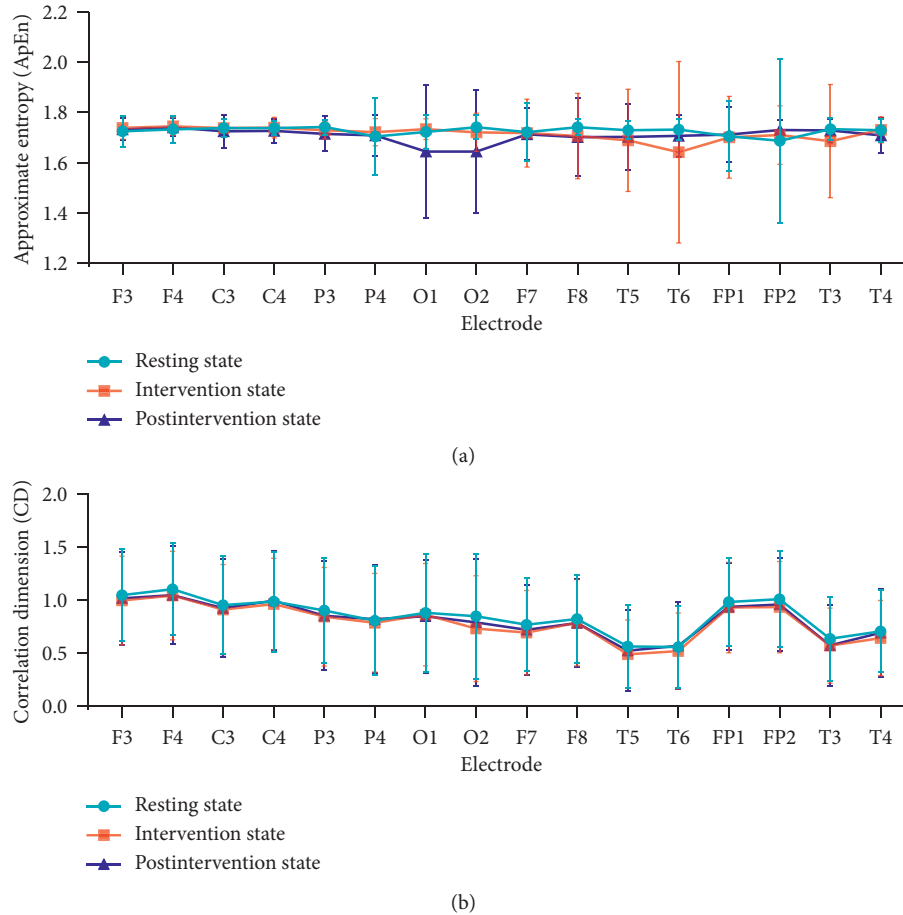 Approximate entropy (ApEn)
2.2
2.0
1.8
1.6
1.4
1.2
F3 F4 C3 C4 P3 P4 O1 O2 F7 F8 T5 T6 FP1 FP2 T3 T4
Electrode
Resting state
Intervention state
Postintervention state
(a)
Correlation dimension (CD)
2.0
1.5
1.0
0.5
0.0
F3 F4 C3 C4 P3 P4 O1 O2 F7 F8 T5 T6 FP1 FP2 T3 T4
Electrode
Resting state
Intervention state
Postintervention state
(b)